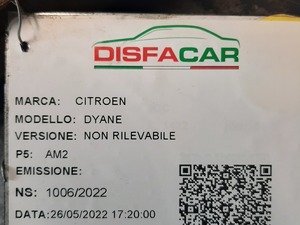 DISFACAR
MARCA: CITROEN
MODELLO: DYANE
VERSIONE: NON RILEVABILE
P5: AM2
EMISSIONE:
NS: 1006/2022
DATA:26/05/2022 17:20:00